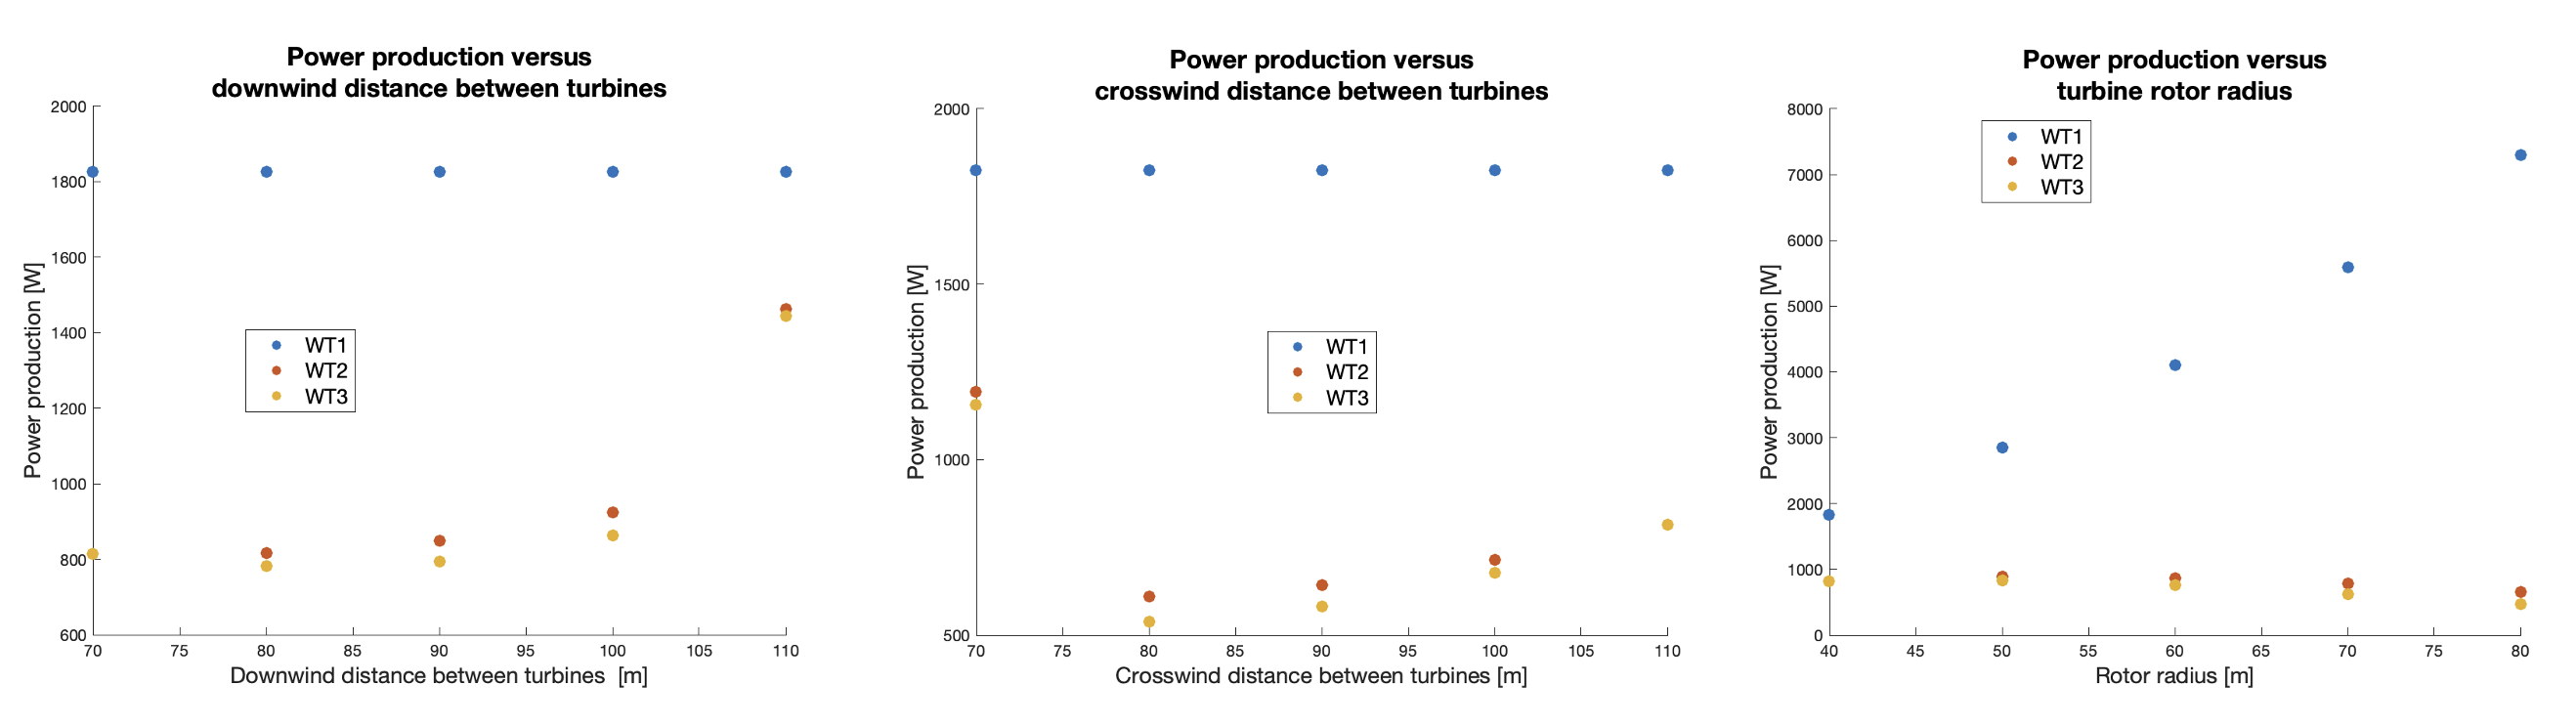 Power production versus
downwind distance between turbines
2000
1800
1600
1400
1200
1000
800
600
Power production [W]
WT1
WT2
WT3
70 75 80 85 90 95 100 105 110
Downwind distance between turbines [m]
Power production versus
crosswind distance between turbines
2000
1500
1000
500
Power production [W]
WT1
WT2
WT3
70 75 80 85 90 95 100 105 110
Crosswind distance between turbines [m]
Power production versus
turbine rotor radius
8000
7000
6000
5000
4000
3000
2000
1000
0
Power production [W]
WT1
WT2
WT3
40 45 50 55 60 65 70 75 80
Rotor radius [m]